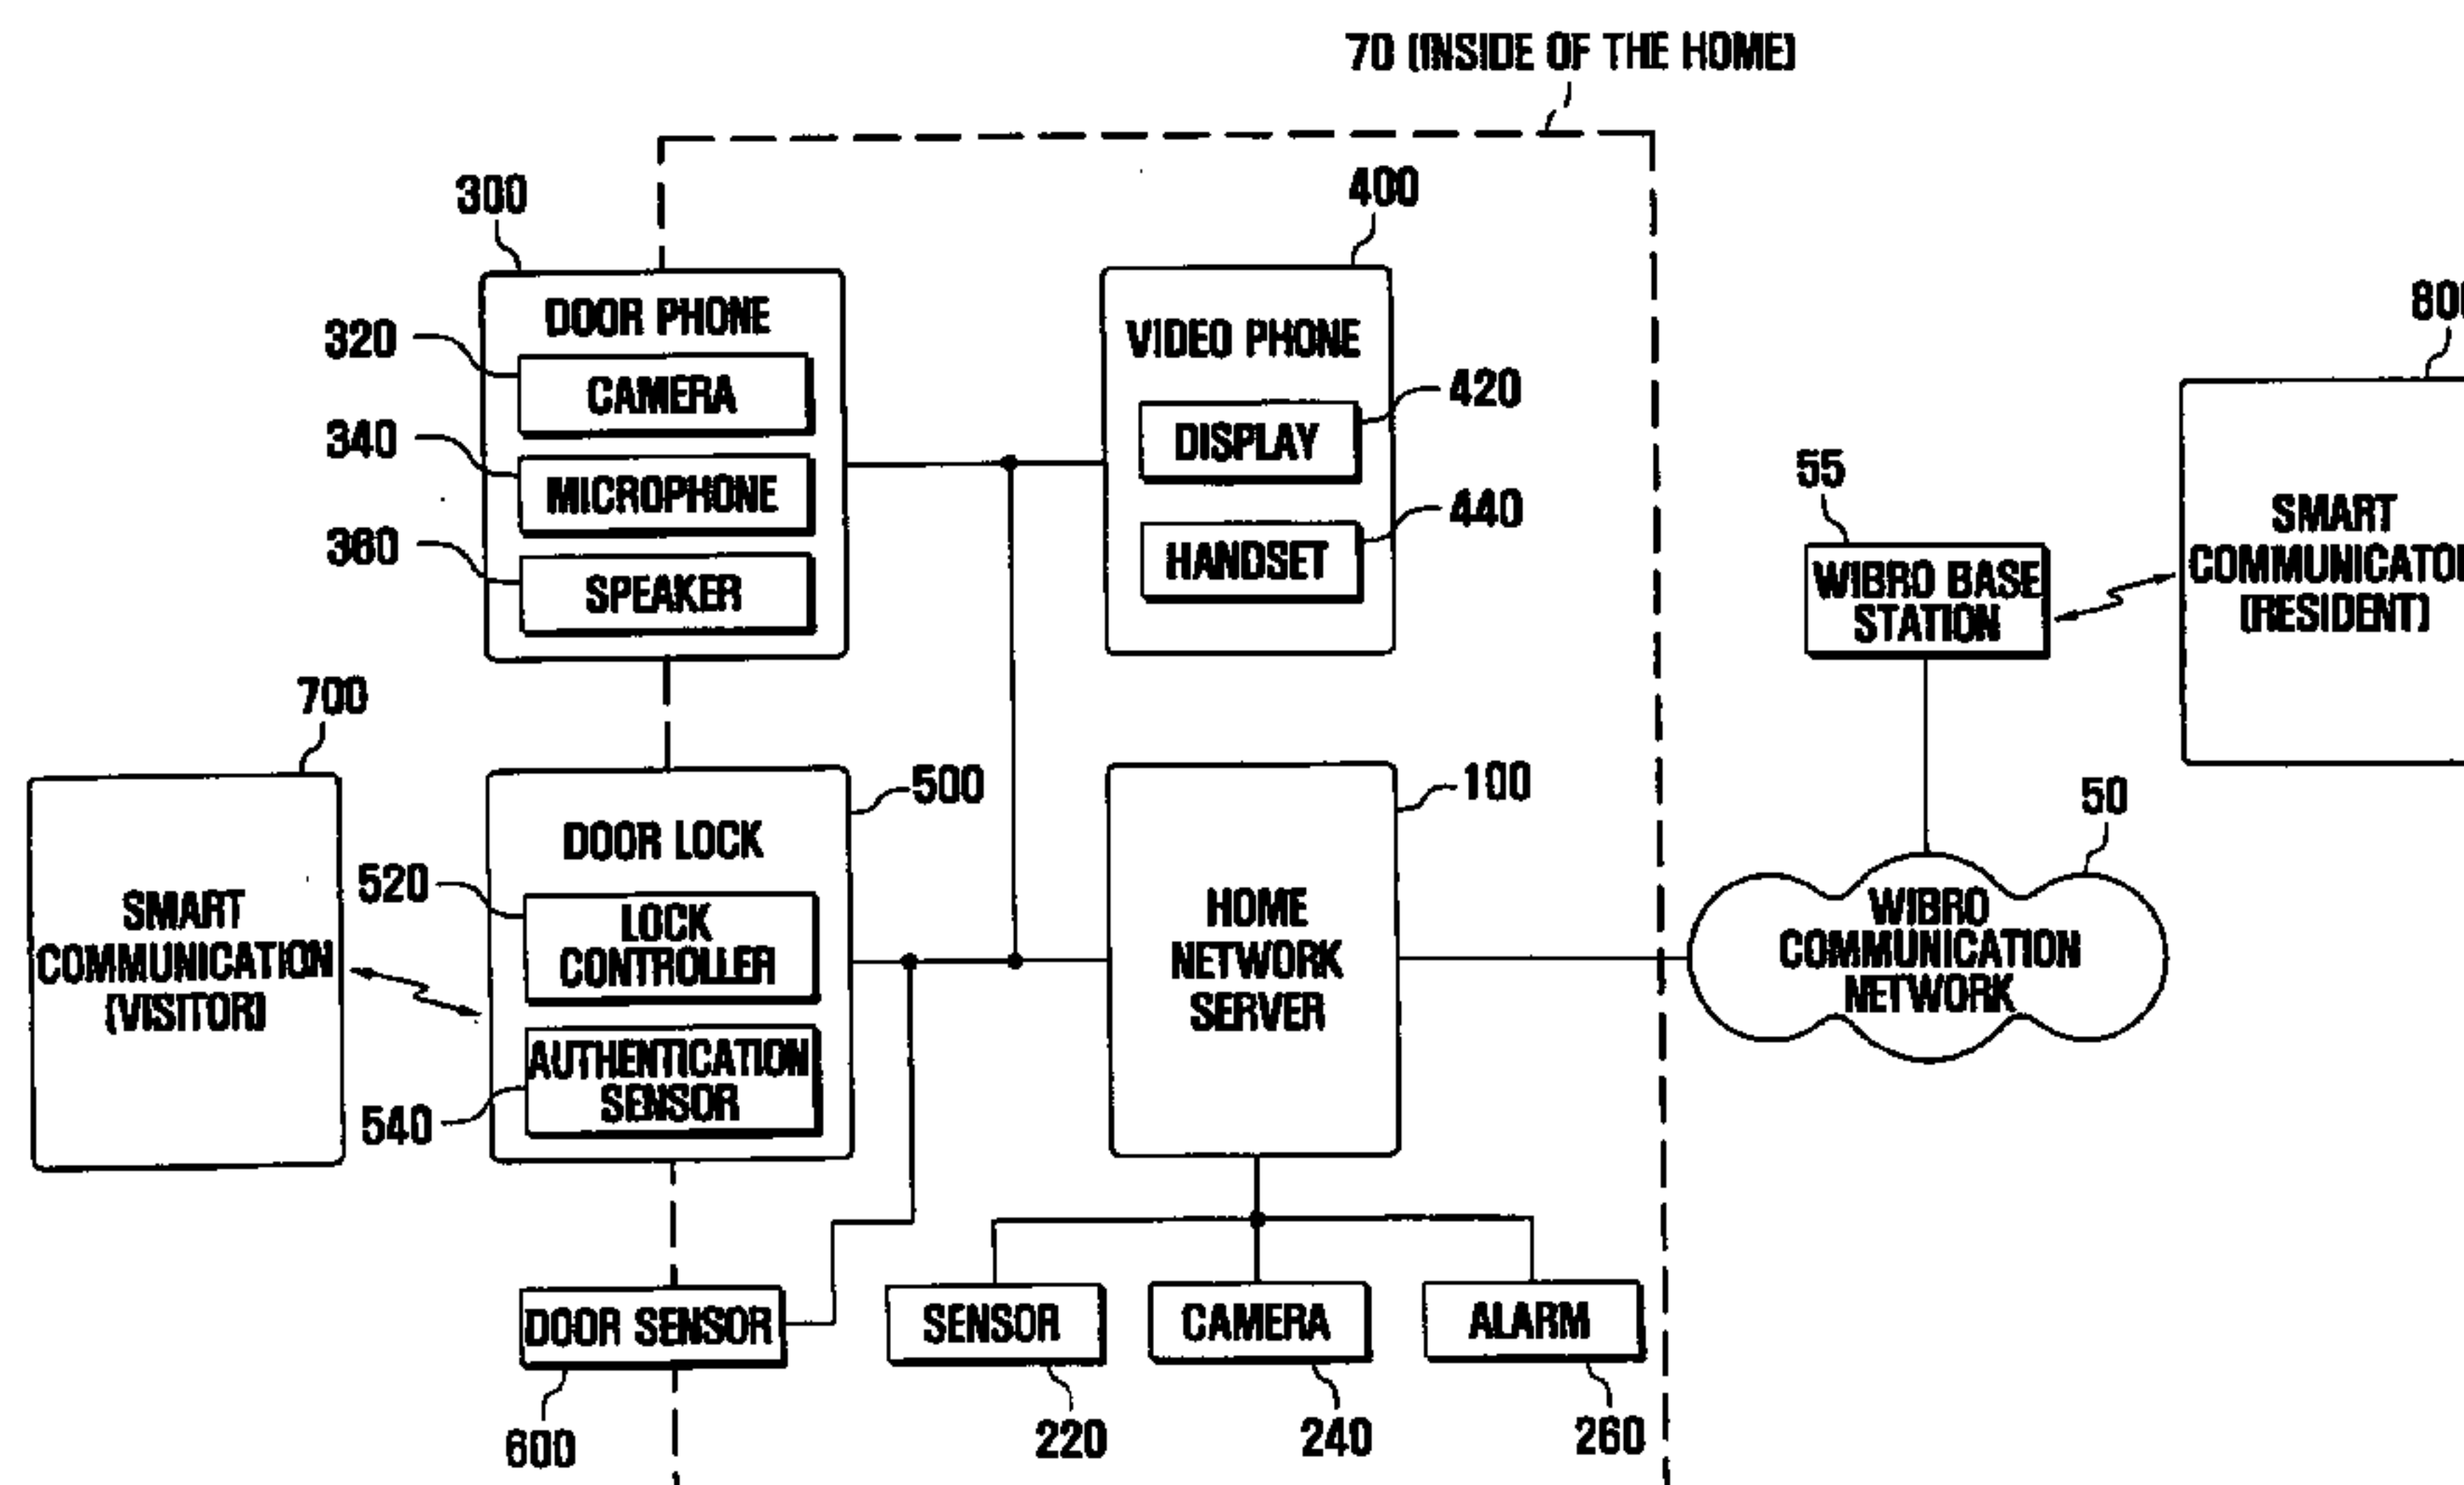 70 (INSIDE OF THE HOME)
300
DOOR PHONE
320
CAMERA
340
MICROPHONE
360
SPEAKER
400
VIDEO PHONE
420
DISPLAY
440
HANDSET
55
WIBRO BASE
STATION
SMART
(RESIDENT)
700
SMART
COMMUNICATION
(VISITOR)
500
DOOR LOCK
520
LOCK
CONTROLLER
540
AUTHENTICATION
SENSOR
100
HOME
NETWORK
SERVER
50
WIBRO
COMMUNICATION
NETWORK
DOOR SENSOR
600
SENSOR
220
CAMERA
240
ALARM
260